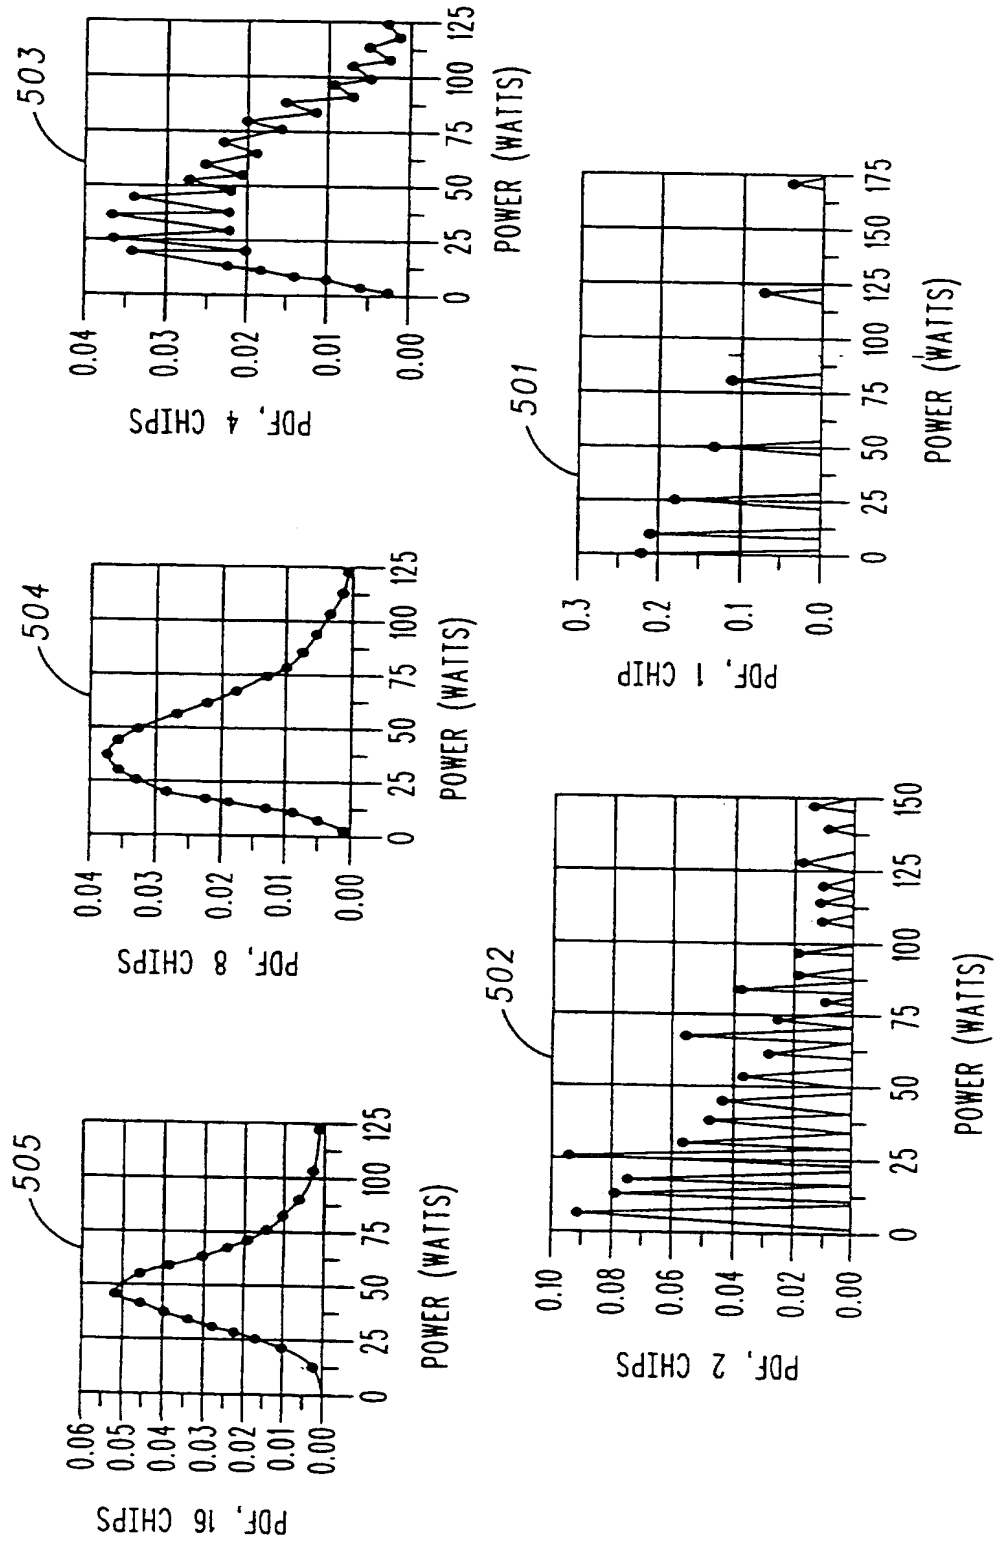 505
PDF, 16 CHIPS
0.06
0.05
0.04
0.03
0.02
0.01
0.00
0 25 50 75 100 125
POWER (WATTS)
504
PDF, 8 CHIPS
0.04
0.03
0.02
0.01
0.00
0 25 50 75 100 125
POWER (WATTS)
503
PDF, 4 CHIPS
0.04
0.03
0.02
0.01
0.00
0 25 50 75 100 125
POWER (WATTS)
502
PDF, 2 CHIPS
0.10
0.08
0.06
0.04
0.02
0.00
0 25 50 75 100 125 150
POWER (WATTS)
501
PDF, 1 CHIP
0.3
0.2
0.1
0.0
0 25 50 75 100 125 150 175
POWER (WATTS)